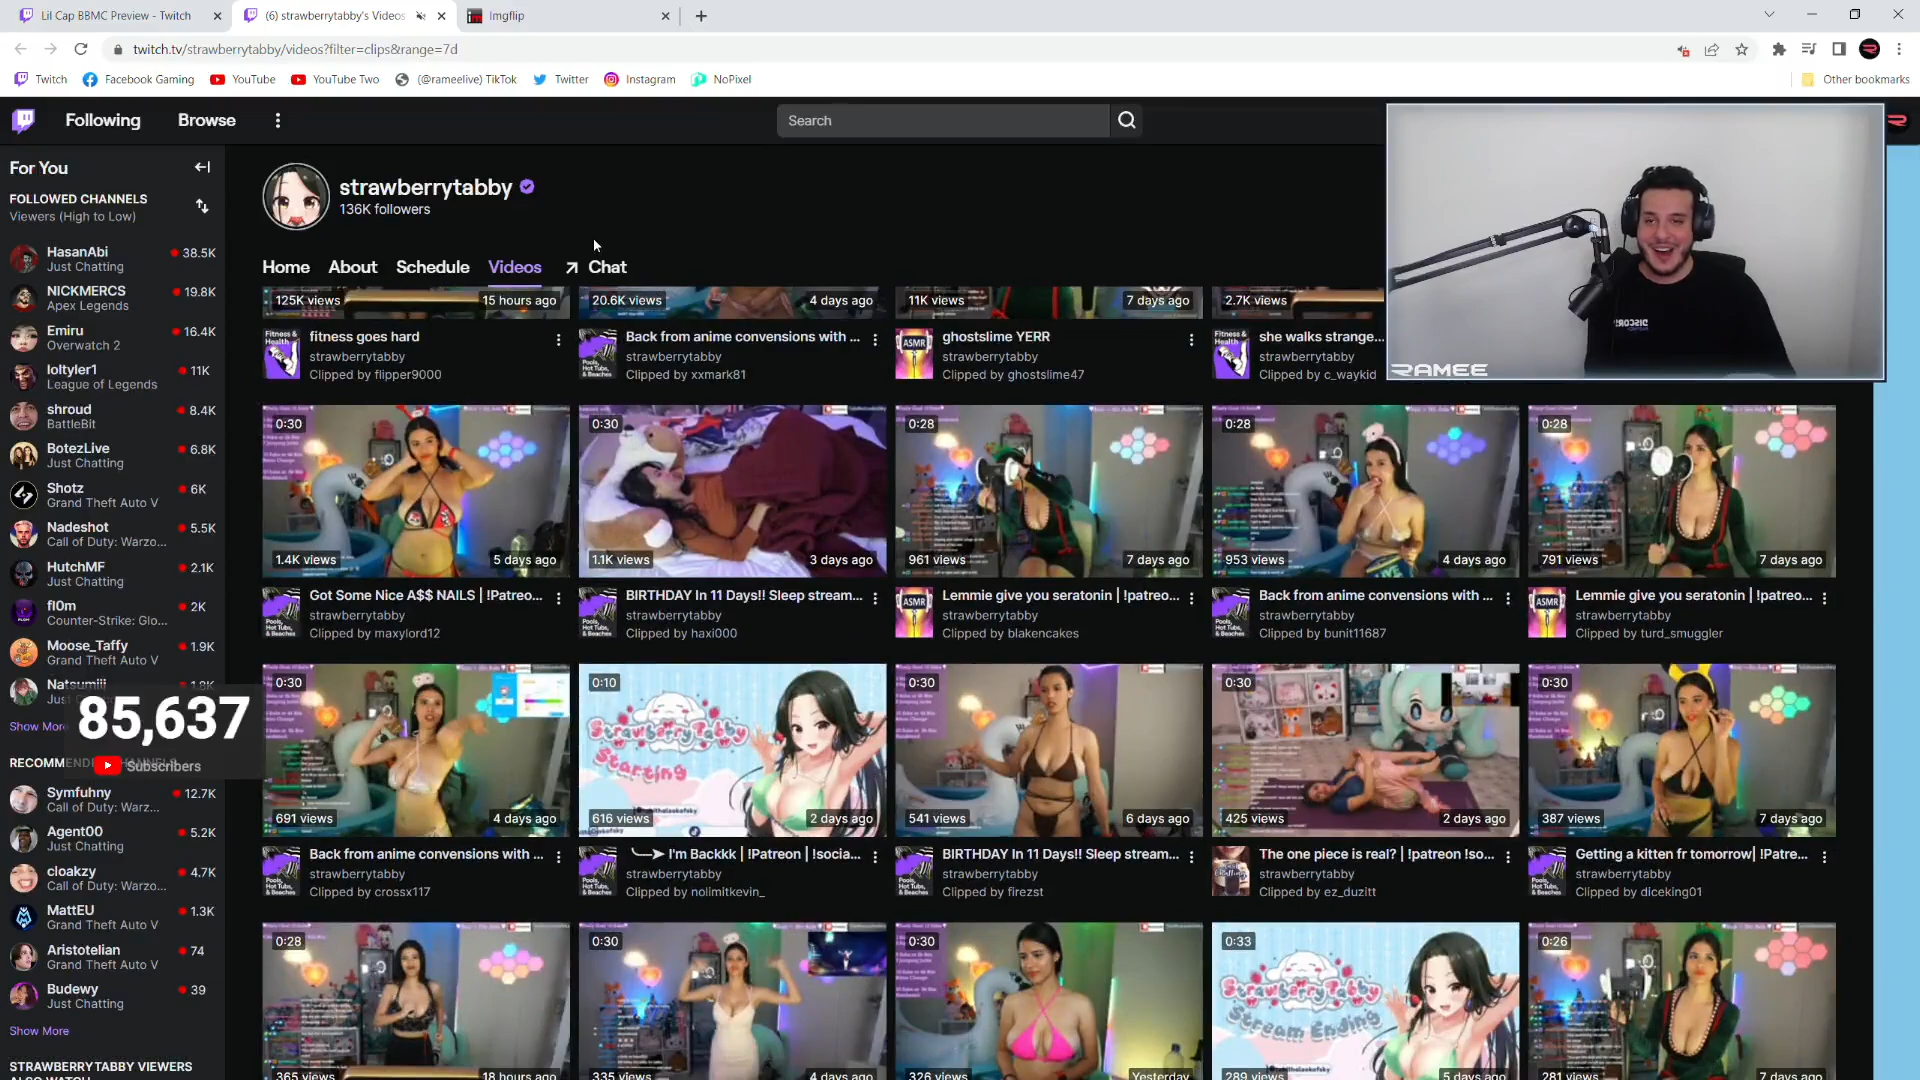 Lil Cap BBMC Preview - Twitch
(6) strawberrytabby's Videos
Imgflip
twitch.tv/strawberrytabby/videos?filter=clips&range=7d
Twitch
Facebook Gaming
YouTube
YouTube Two
(@rameelive) TikTok
Twitter
Instagram
NoPixel
Other bookmarks
Following
Browse
Search
For You
FOLLOWED CHANNELS
Viewers (High to Low)
HasanAbi
38.5K
Just Chatting
NICKMERCS
19.8K
Apex Legends
Emiru
16.4K
Overwatch 2
loltyler1
11K
League of Legends
shroud
8.4K
BattleBit
BotezLive
6.8K
Just Chatting
Shotz
6K
Grand Theft Auto V
Nadeshot
5.5K
Call of Duty: Warzo...
HutchMF
2.1K
Just Chatting
fl0m
2K
Counter-Strike: Glo...
Moose_Taffy
1.9K
Grand Theft Auto V
Natsumiii
1.8K
Show More
85,637
Subscribers
Symfuhny
12.7K
Call of Duty: Warz...
Agent00
5.2K
Just Chatting
cloakzy
4.7K
Call of Duty: Warzo...
MattEU
1.3K
Grand Theft Auto V
Aristotelian
74
Grand Theft Auto V
Budewy
39
Just Chatting
Show More
STRAWBERRYTABBY VIEWERS
ALSO WATCH
strawberrytabby
136K followers
Home
About
Schedule
Videos
Chat
RAMEE
125K views
15 hours ago
fitness goes hard
strawberrytabby
Clipped by flipper9000
20.6K views
4 days ago
Back from anime convensions with ...
strawberrytabby
Clipped by xxmark81
11K views
7 days ago
ghostslime YERR
strawberrytabby
Clipped by ghostslime47
2.7K views
she walks strange...
strawberrytabby
Clipped by c_waykid
0:30
1.4K views
5 days ago
Got Some Nice A$$ NAILS | !Patreo...
strawberrytabby
Clipped by maxylord12
0:30
1.1K views
3 days ago
BIRTHDAY In 11 Days!! Sleep stream...
strawberrytabby
Clipped by haxi000
0:28
961 views
7 days ago
Lemmie give you seratonin | !patreo...
strawberrytabby
Clipped by blakencakes
0:28
953 views
4 days ago
Back from anime convensions with ...
strawberrytabby
Clipped by bunit11687
0:28
791 views
7 days ago
Lemmie give you seratonin | !patreo...
strawberrytabby
Clipped by turd_smuggler
0:30
691 views
4 days ago
Back from anime convensions with ...
strawberrytabby
Clipped by crossx117
0:10
StrawberryTabby
Starting
616 views
2 days ago
I'm Backkk | !Patreon | !socia...
strawberrytabby
Clipped by nolimitkevin_
0:30
541 views
6 days ago
BIRTHDAY In 11 Days!! Sleep stream...
strawberrytabby
Clipped by firezst
0:30
425 views
2 days ago
The one piece is real? | !patreon !so...
strawberrytabby
Clipped by ez_duzitt
0:30
387 views
7 days ago
Getting a kitten fr tomorrow| !Patre...
strawberrytabby
Clipped by diceking01
0:28
365 views
18 hours ago
0:30
335 views
4 days ago
0:30
326 views
Yesterday
0:33
StrawberryTabby
Stream Ending
289 views
5 days ago
0:26
281 views
7 days ago